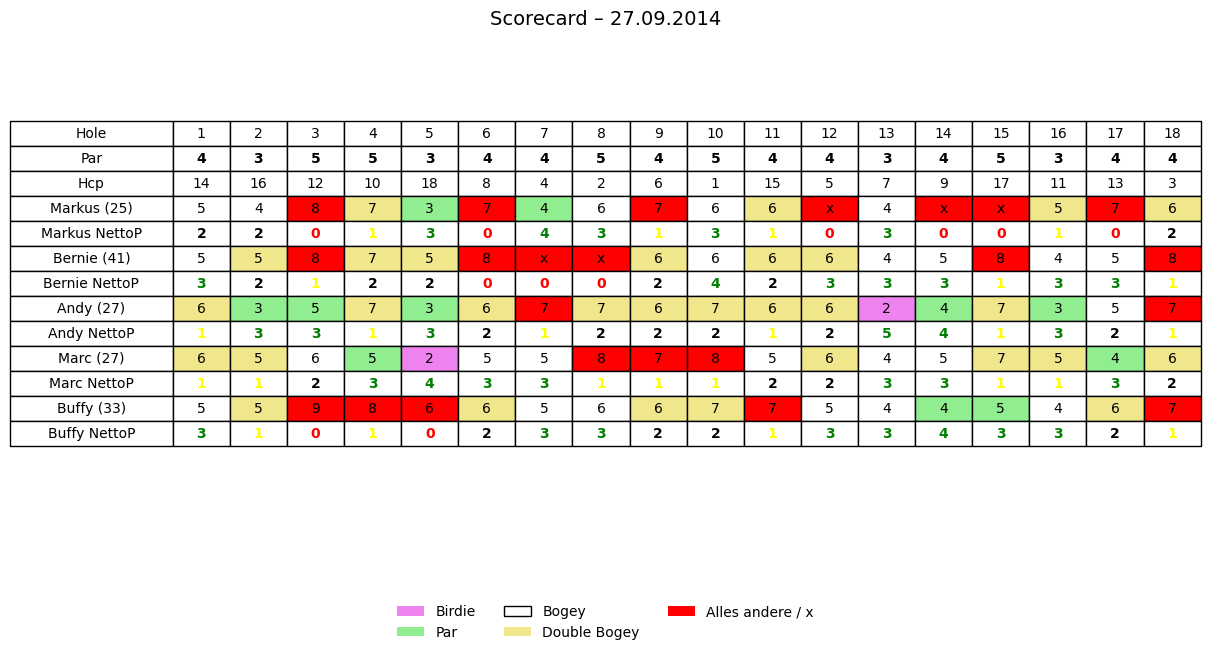 Scorecard – 27.09.2014
Hole 1 2 3 4 5 6 7 8 9 10 11 12 13 14 15 16 17 18
Par 4 3 5 5 3 4 4 5 4 5 4 4 3 4 5 3 4 4
Hcp 14 16 12 10 18 8 4 2 6 1 15 5 7 9 17 11 13 3
Markus (25) 5 4 8 7 3 7 4 6 7 6 6 x 4 x x 5 7 6
Markus NettoP 2 2 0 1 3 0 4 3 1 3 1 0 3 0 0 1 0 2
Bernie (41) 5 5 8 7 5 8 x x 6 6 6 6 4 5 8 4 5 8
Bernie NettoP 3 2 1 2 2 0 0 0 2 4 2 3 3 3 1 3 3 1
Andy (27) 6 3 5 7 3 6 7 7 6 7 6 6 2 4 7 3 5 7
Andy NettoP 1 3 3 1 3 2 1 2 2 2 1 2 5 4 1 3 2 1
Marc (27) 6 5 6 5 2 5 5 8 7 8 5 6 4 5 7 5 4 6
Marc NettoP 1 1 2 3 4 3 3 1 1 1 2 2 3 3 1 1 3 2
Buffy (33) 5 5 9 8 6 6 5 6 6 7 7 5 4 4 5 4 6 7
Buffy NettoP 3 1 0 1 0 2 3 3 2 2 1 3 3 4 3 3 2 1
Birdie Bogey Alles andere / x
Par Double Bogey